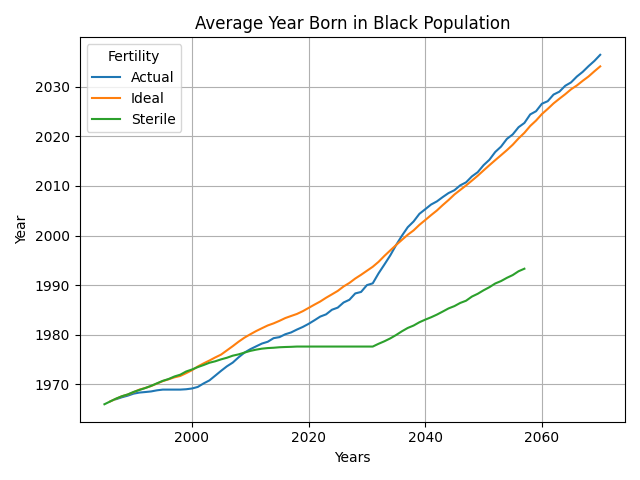 Average Year Born in Black Population
Fertility
Actual
Ideal
Sterile
2030
2020
2010
2000
1990
1980
1970
Year
2000 2020 2040 2060
Years